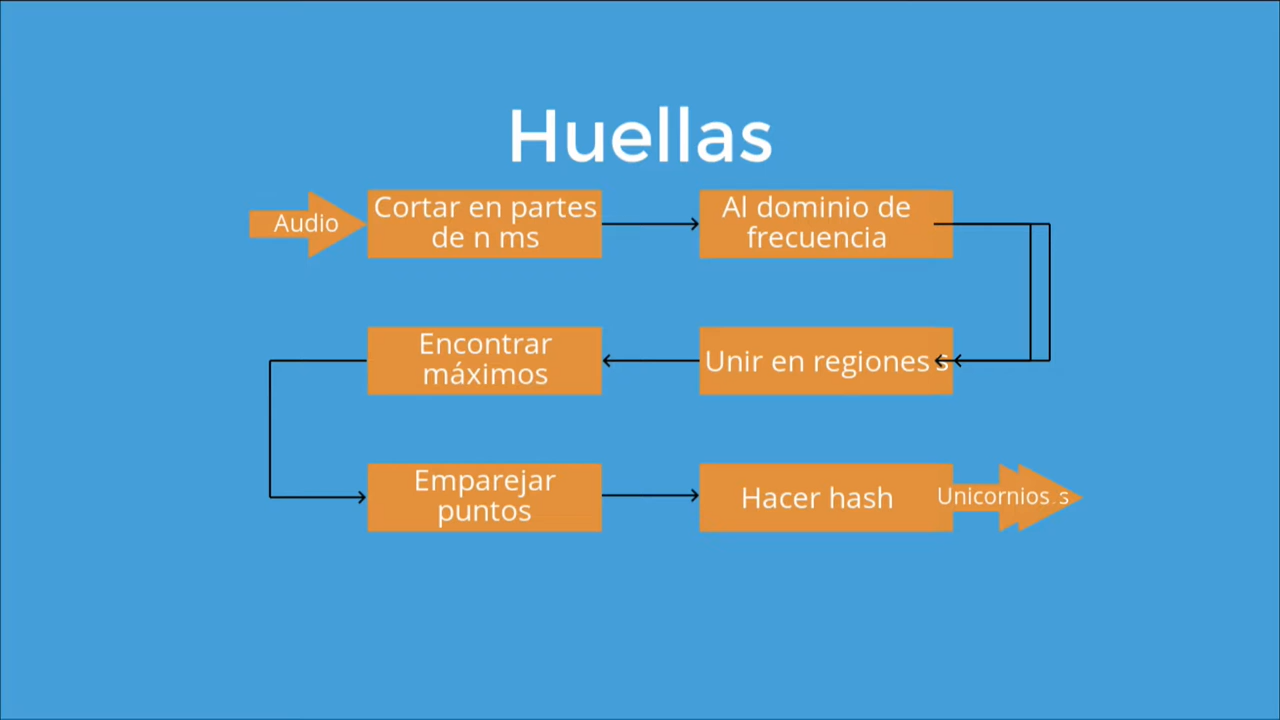 Huellas
Audio
Cortar en partes
de n ms
Al dominio de
frecuencia
Encontrar
máximos
Unir en regiones s
Emparejar
puntos
Hacer hash
Unicornios.s